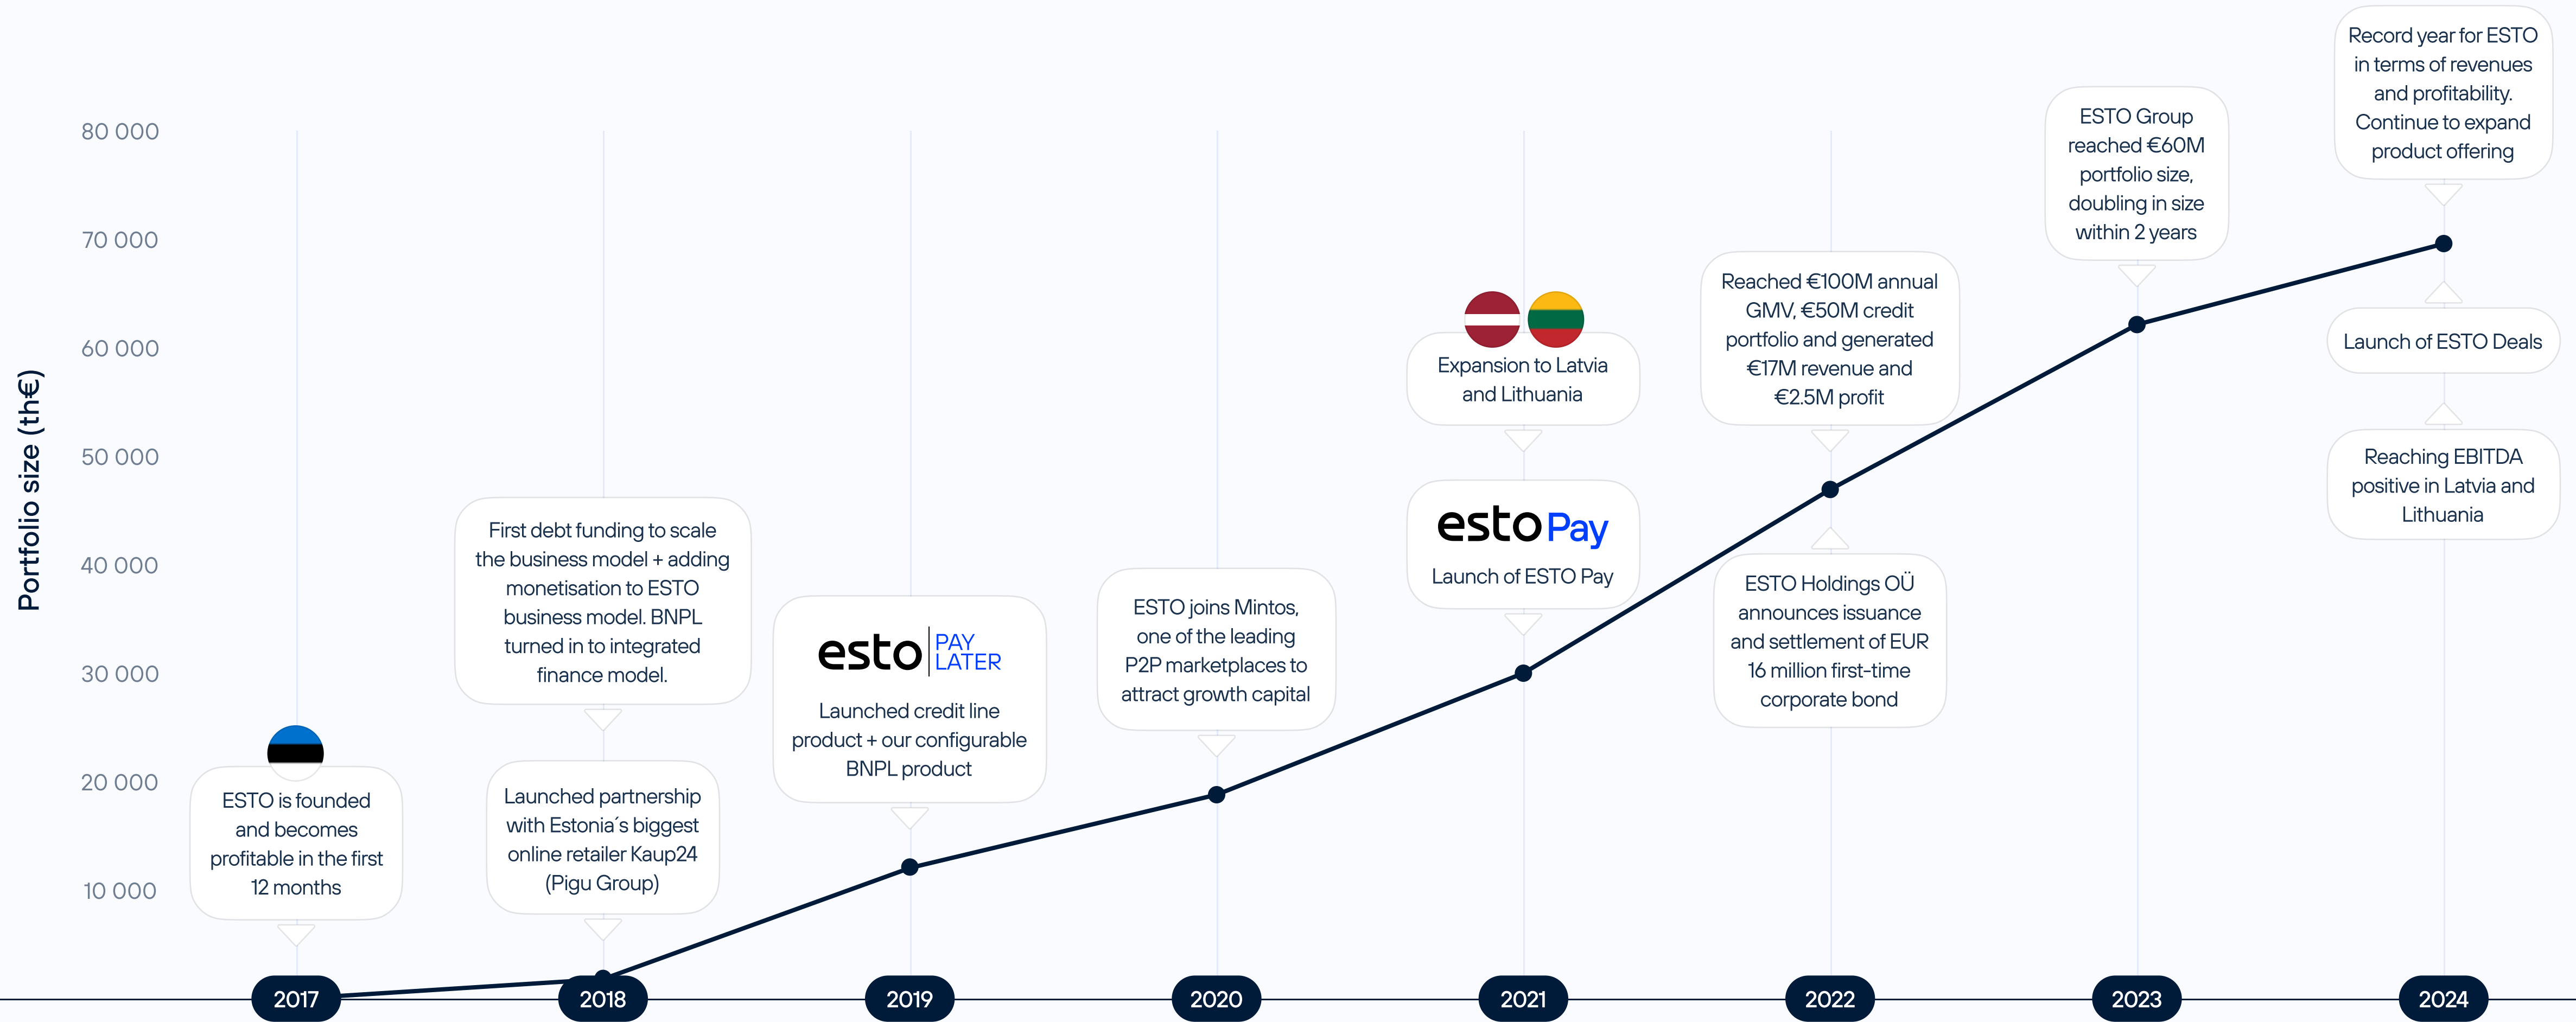 Portfolio size (th€)
80 000
70 000
60 000
50 000
40 000
30 000
20 000
10 000
ESTO is founded
and becomes
profitable in the first
12 months
2017
First debt funding to scale
the business model + adding
monetisation to ESTO
business model. BNPL
turned in to integrated
finance model.
Launched partnership
with Estonia´s biggest
online retailer Kaup24
(Pigu Group)
2018
esto PAY
LATER
Launched credit line
product + our configurable
BNPL product
2019
ESTO joins Mintos,
one of the leading
P2P marketplaces to
attract growth capital
2020
Expansion to Latvia
and Lithuania
esto Pay
Launch of ESTO Pay
2021
Reached €100M annual
GMV, €50M credit
portfolio and generated
€17M revenue and
€2.5M profit
ESTO Holdings OÜ
announces issuance
and settlement of EUR
16 million first-time
corporate bond
2022
ESTO Group
reached €60M
portfolio size,
doubling in size
within 2 years
2023
Record year for ESTO
in terms of revenues
and profitability.
Continue to expand
product offering
Launch of ESTO Deals
Reaching EBITDA
positive in Latvia and
Lithuania
2024